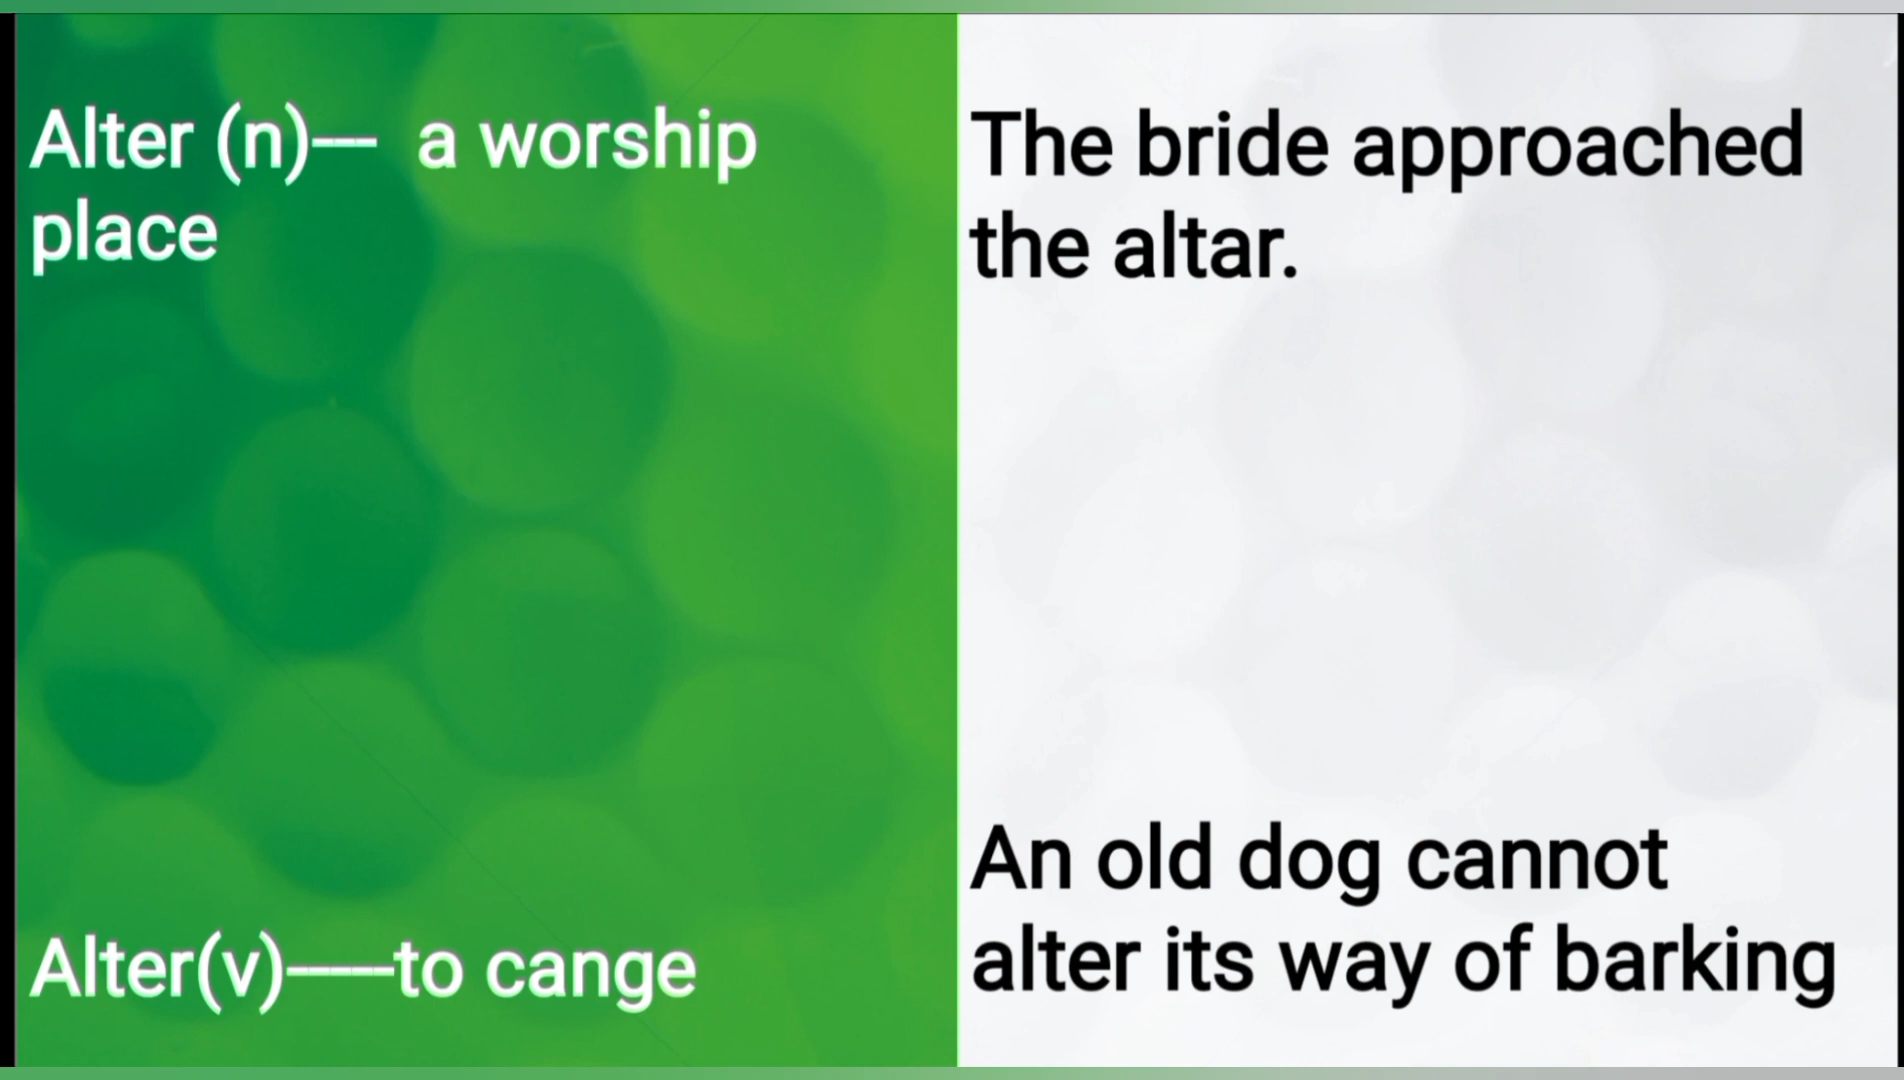 Alter (n)— a worship
place
The bride approached
the altar.
Alter(v)——to cange
An old dog cannot
alter its way of barking